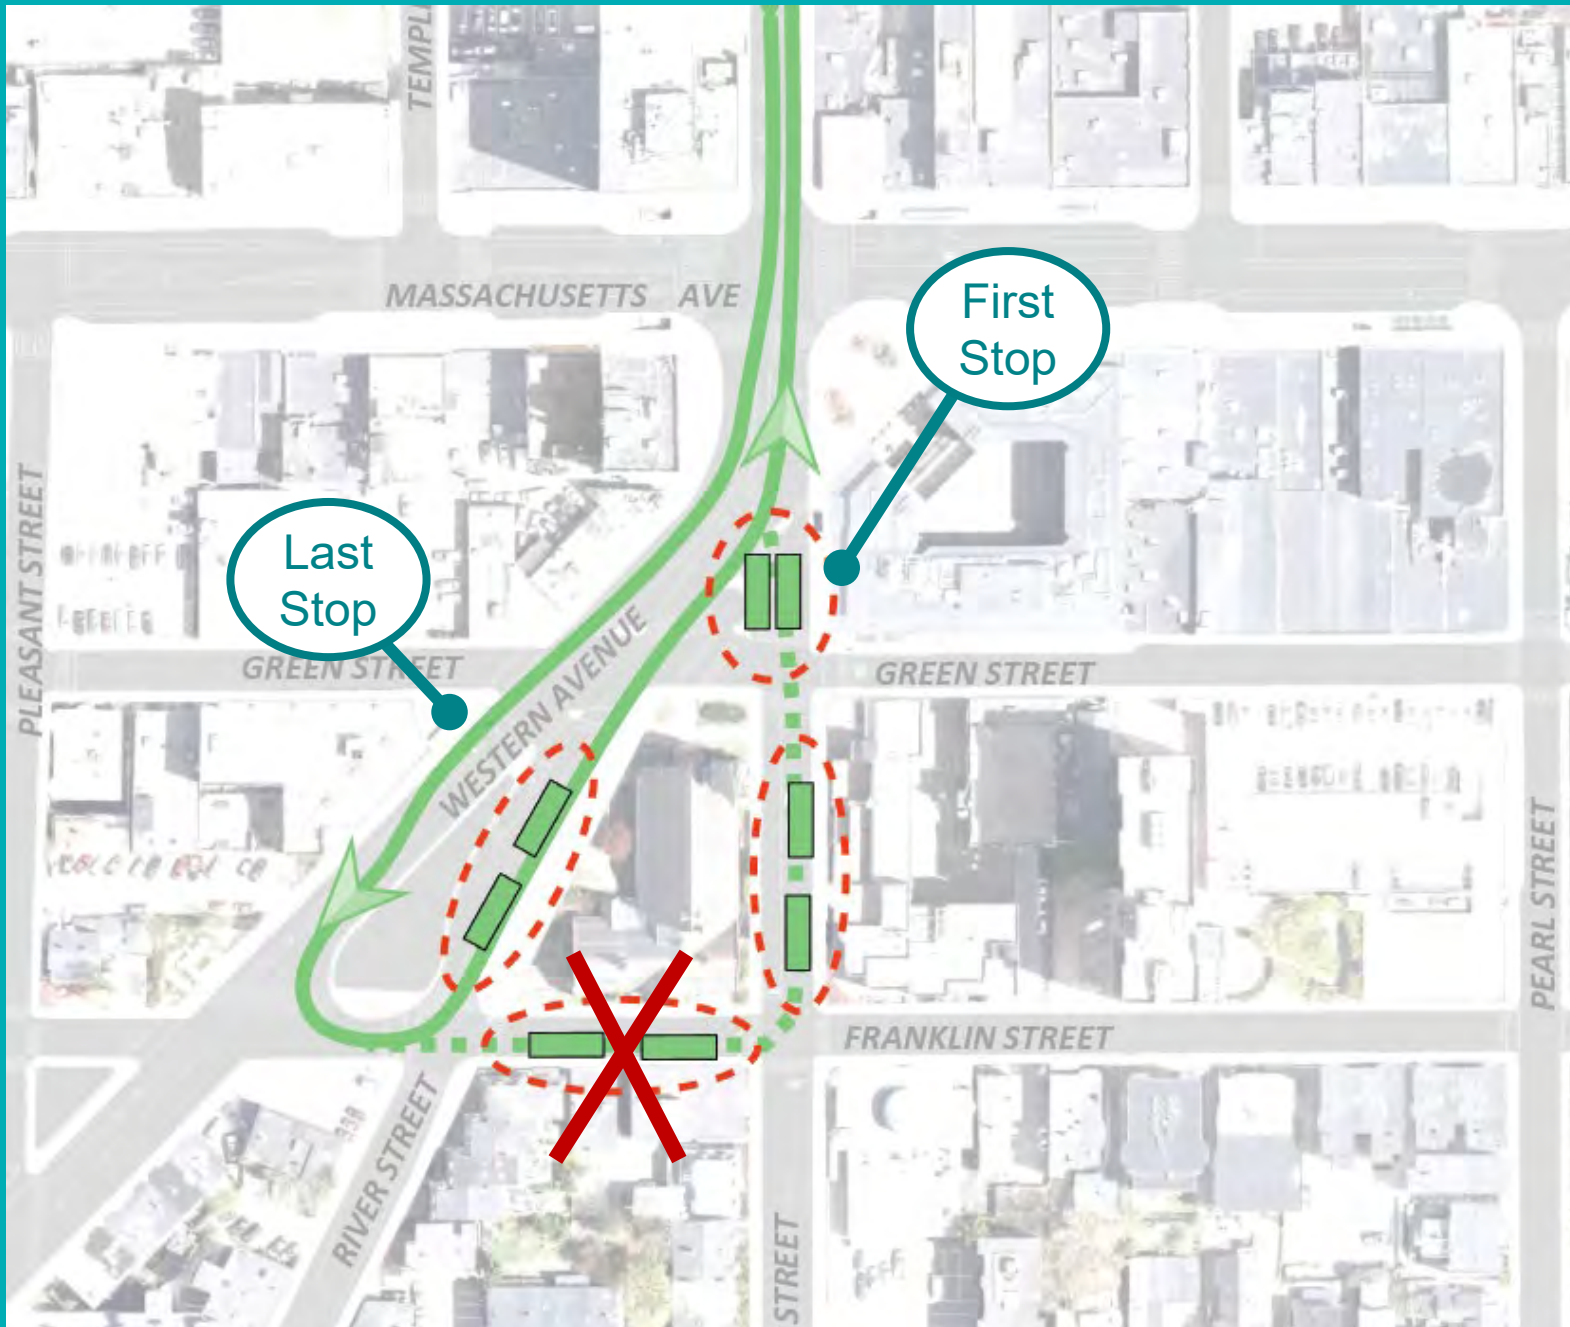 TEMPL
MASSACHUSETTS AVE
First
Stop
PLEASANT STREET
Last
Stop
GREEN STREET
WESTERN AVENUE
GREEN STREET
PEARL STREET
FRANKLIN STREET
RIVER STREET
STREET